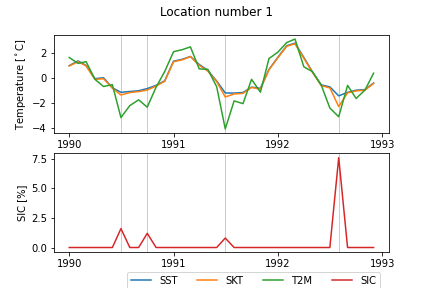 Location number 1
Temperature [°C]
2
0
−2
−4
1990 1991 1992 1993
SIC [%]
7.5
5.0
2.5
0.0
1990 1991 1992 1993
SST SKT T2M SIC